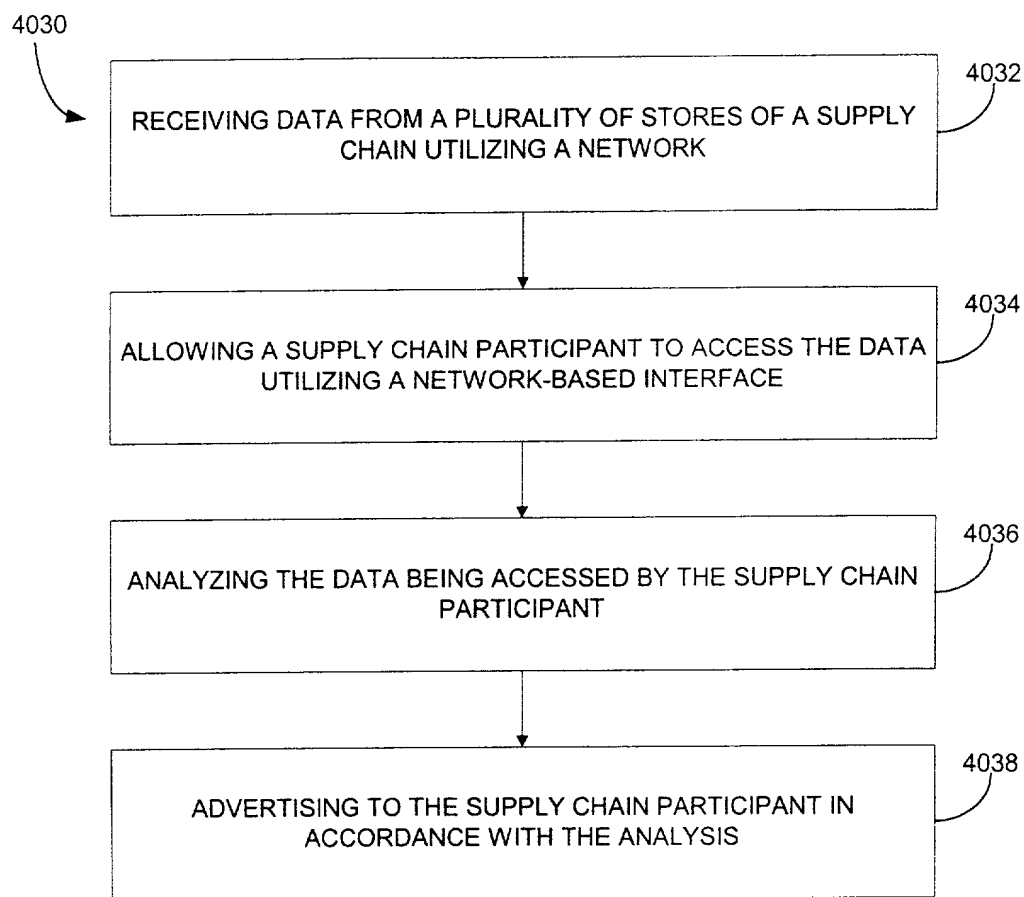 4030
4032
RECEIVING DATA FROM A PLURALITY OF STORES OF A SUPPLY
CHAIN UTILIZING A NETWORK
4034
ALLOWING A SUPPLY CHAIN PARTICIPANT TO ACCESS THE DATA
UTILIZING A NETWORK-BASED INTERFACE
4036
ANALYZING THE DATA BEING ACCESSED BY THE SUPPLY CHAIN
PARTICIPANT
4038
ADVERTISING TO THE SUPPLY CHAIN PARTICIPANT IN
ACCORDANCE WITH THE ANALYSIS